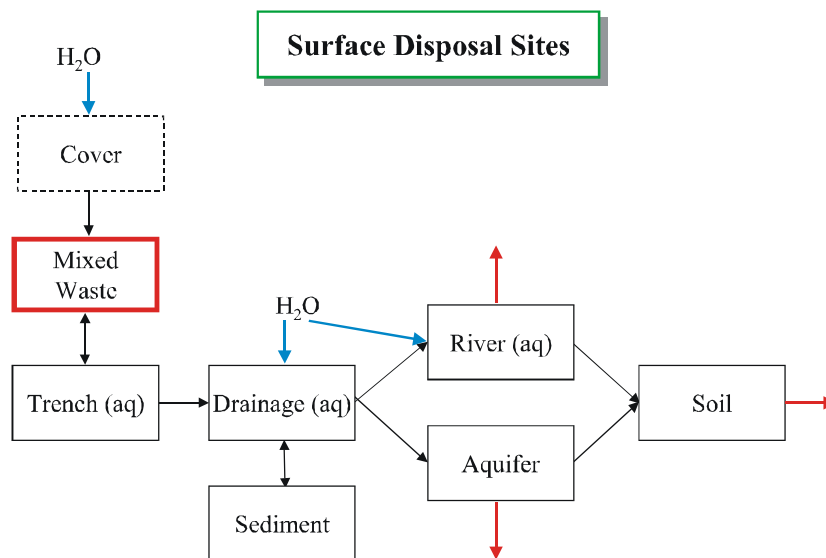 Surface Disposal Sites
H₂O
Cover
Mixed
Waste
H₂O
River (aq)
Trench (aq)
Drainage (aq)
Soil
Aquifer
Sediment